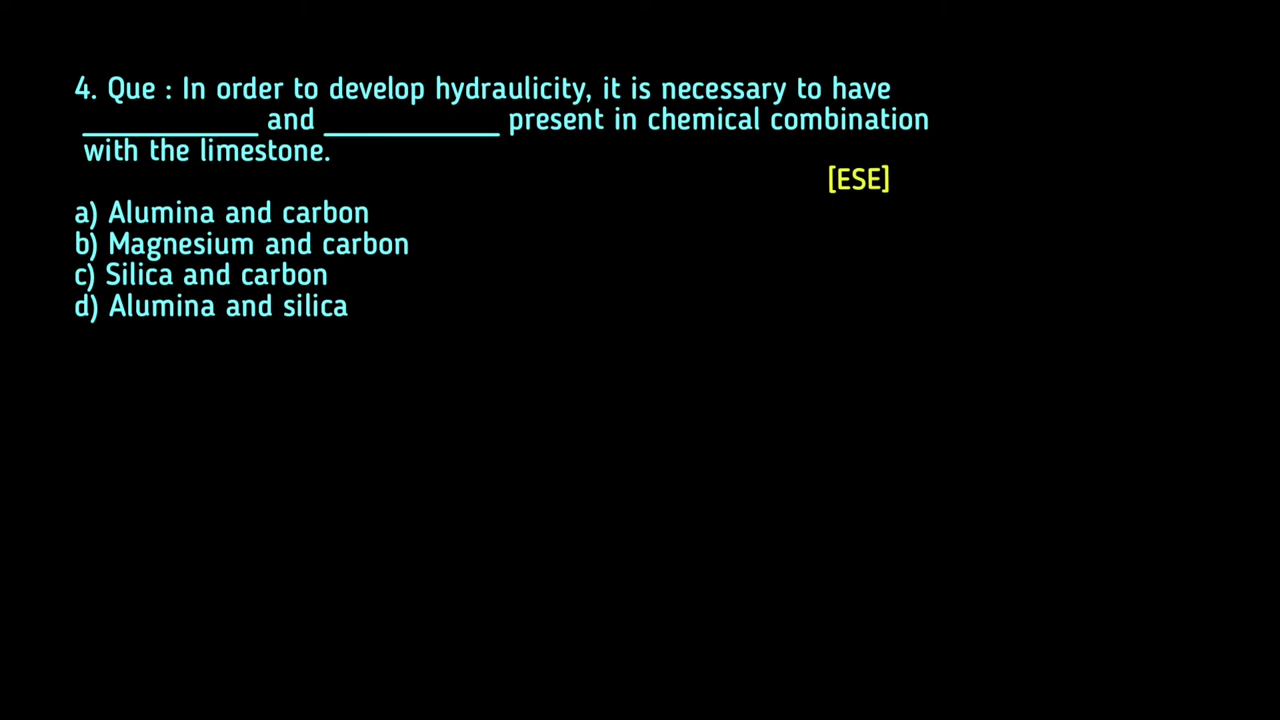 4. Que : In order to develop hydraulicity, it is necessary to have
____________ and ____________ present in chemical combination
with the limestone.
[ESE]
a) Alumina and carbon
b) Magnesium and carbon
c) Silica and carbon
d) Alumina and silica